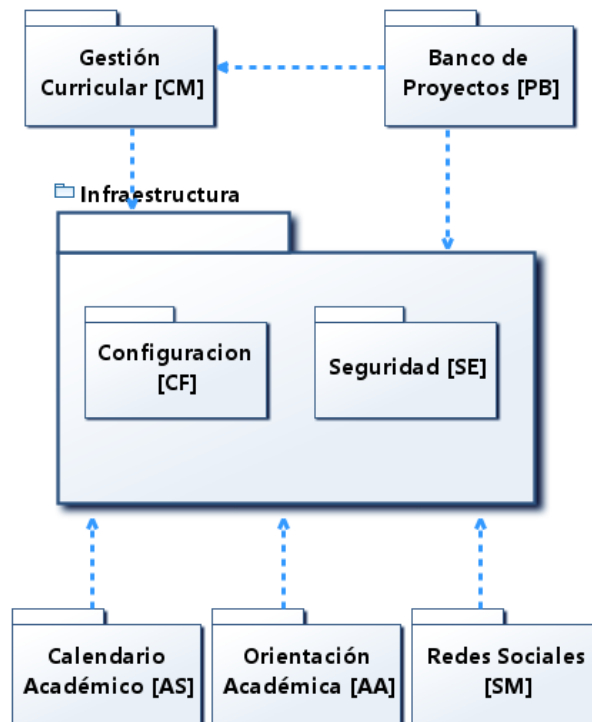 Gestión
Curricular [CM]
Banco de
Proyectos [PB]
Infraestructura
Configuracion
[CF]
Seguridad [SE]
Calendario
Académico [AS]
Orientación
Académica [AA]
Redes Sociales
[SM]